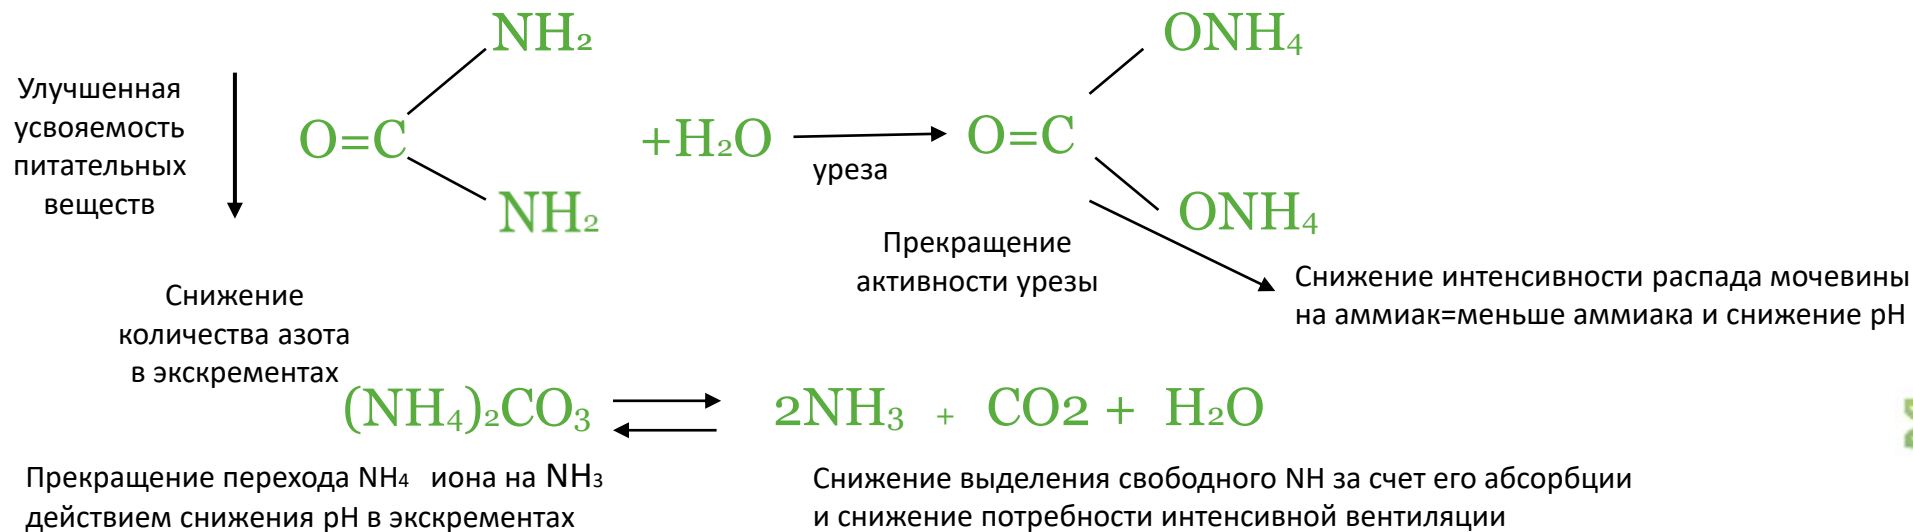 NH₂
ONH₄
Улучшенная
усвояемость
питательных
веществ
O=C
+H₂O
уреза
O=C
NH₂
ONH₄
Прекращение
активности урезы
Снижение интенсивности распада мочевины
на аммиак=меньше аммиака и снижение pH
Снижение
количества азота
в экскрементах
(NH₄)₂CO₃
2NH₃ + CO2 + H₂O
Прекращение перехода NH₄ иона на NH₃
действием снижения pH в экскрементах
Снижение выделения свободного NH за счет его абсорбции
и снижение потребности интенсивной вентиляции